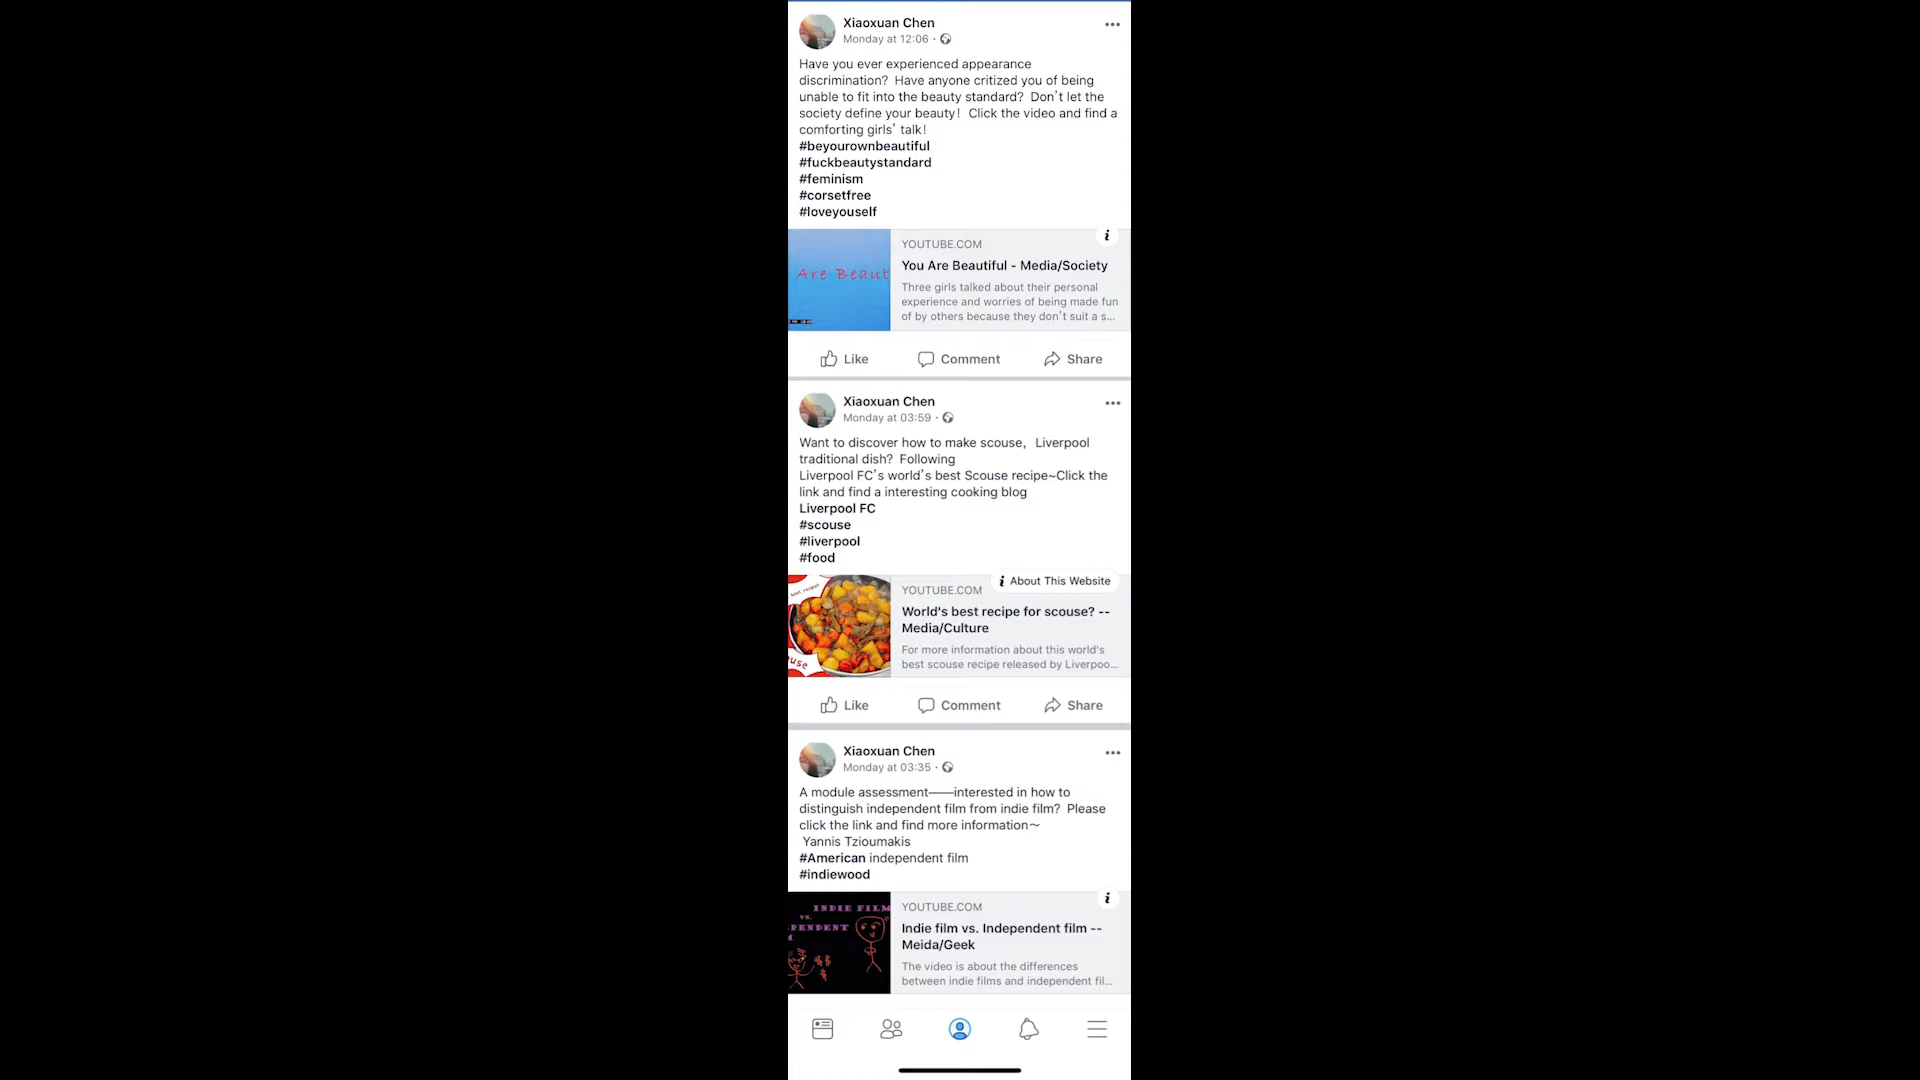 Xiaoxuan Chen
Monday at 12:06 ·
Have you ever experienced appearance
discrimination? Have anyone critized you of being
unable to fit into the beauty standard? Don't let the
society define your beauty! Click the video and find a
comforting girls' talk!
#beyourownbeautiful
#fuckbeautystandard
#feminism
#corsetfree
#loveyouself
Are Beaut
YOUTUBE.COM
You Are Beautiful - Media/Society
Three girls talked about their personal
experience and worries of being made fun
of by others because they don't suit a s...
Like
Comment
Share
Xiaoxuan Chen
Monday at 03:59 ·
Want to discover how to make scouse, Liverpool
traditional dish? Following
Liverpool FC's world's best Scouse recipe~Click the
link and find a interesting cooking blog
Liverpool FC
#scouse
#liverpool
#food
best recipe
use
i About This Website
YOUTUBE.COM
World's best recipe for scouse? --
Media/Culture
For more information about this world's
best scouse recipe released by Liverpoo...
Like
Comment
Share
Xiaoxuan Chen
Monday at 03:35 ·
A module assessment——interested in how to
distinguish independent film from indie film? Please
click the link and find more information～
Yannis Tzioumakis
#American independent film
#indiewood
INDIE FILM
VS.
PENDENT
YOUTUBE.COM
Indie film vs. Independent film --
Meida/Geek
The video is about the differences
between indie films and independent fil...